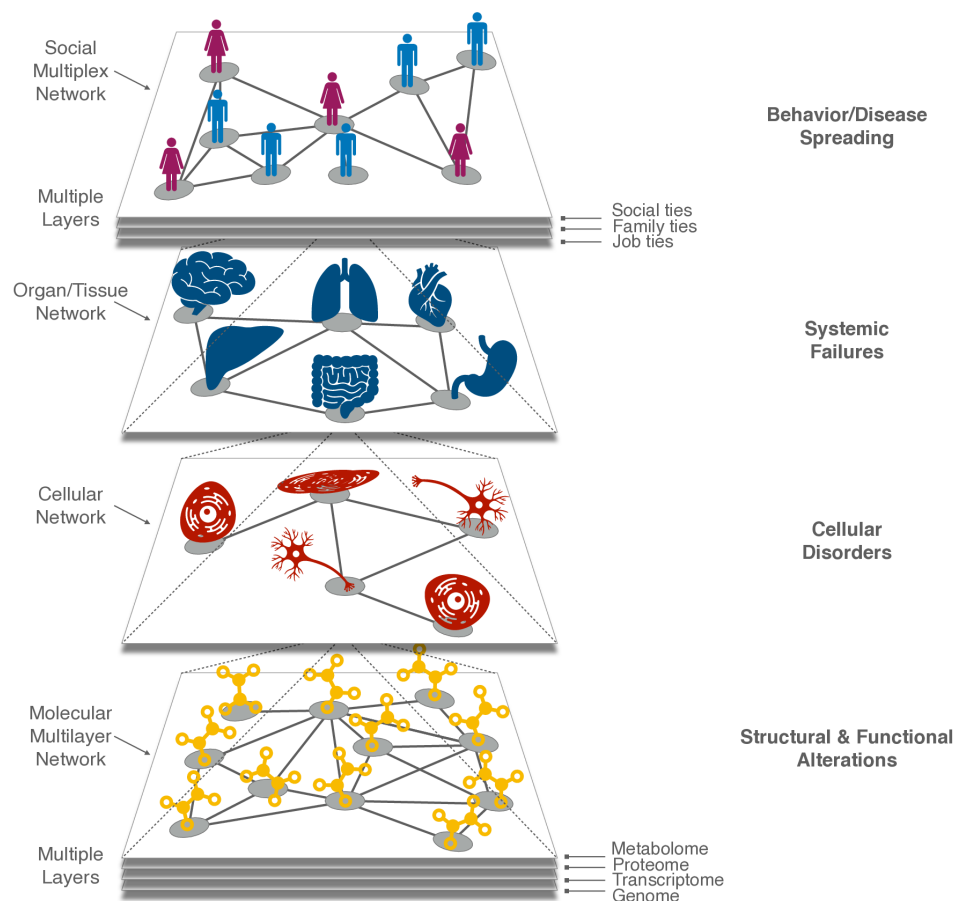 Social
Multiplex
Network
Behavior/Disease
Spreading
Multiple
Layers
Social ties
Family ties
Job ties
Organ/Tissue
Network
Systemic
Failures
Cellular
Network
Cellular
Disorders
Molecular
Multilayer
Network
Structural & Functional
Alterations
Multiple
Layers
Metabolome
Proteome
Transcriptome
Genome